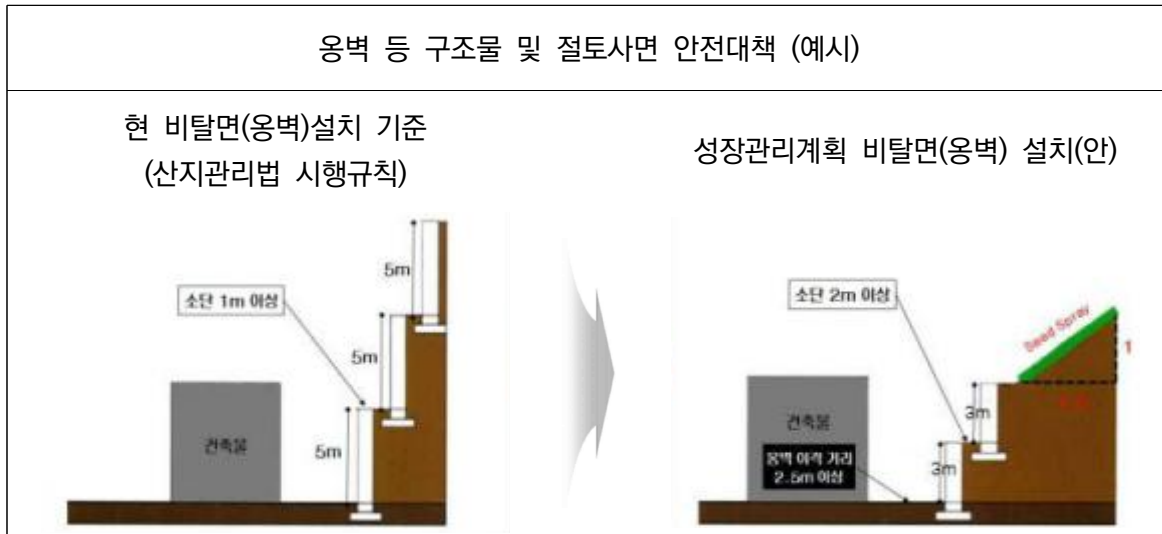 옹벽 등 구조물 및 절토사면 안전대책 (예시)
현 비탈면(옹벽)설치 기준
(산지관리법 시행규칙)
5m
소단 1m 이상
5m
건축물
5m
성장관리계획 비탈면(옹벽) 설치(안)
소단 2m 이상
Seed Spray
1
3m
건축물
옹벽 이격 거리
2.5m 이상
3m